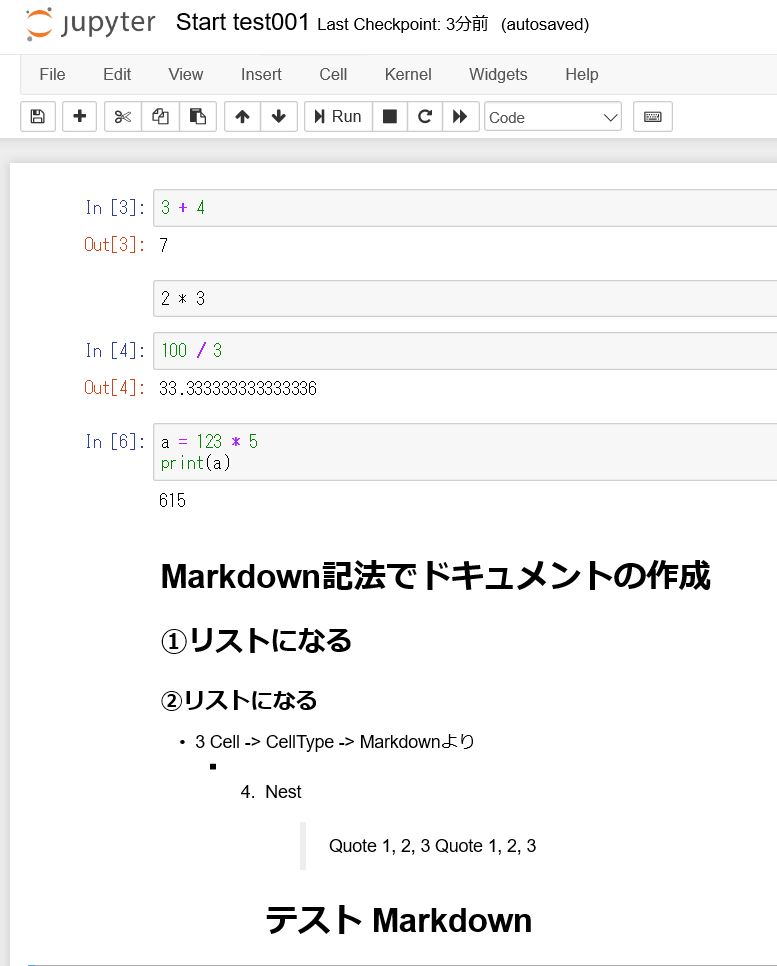 jupyter Start test001 Last Checkpoint: 3分前 (autosaved)
File Edit View Insert Cell Kernel Widgets Help
Run Code
In [3]: 3 + 4
Out[3]: 7
2 * 3
In [4]: 100 / 3
Out[4]: 33.333333333333336
In [6]: a = 123 * 5
print(a)
615
Markdown記法でドキュメントの作成
①リストになる
②リストになる
• 3 Cell -> CellType -> Markdownより
▪
4. Nest
Quote 1, 2, 3 Quote 1, 2, 3
テスト Markdown